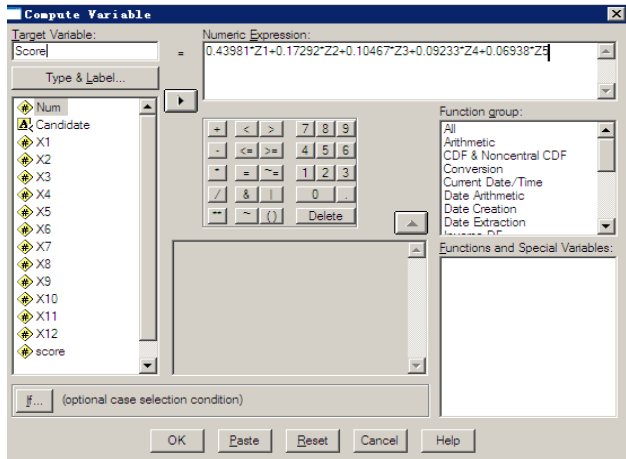 Compute Variable
Target Variable:
Score
=
Numeric Expression:
0.43981*Z1+0.17292*Z2+0.10467*Z3+0.09233*Z4+0.06938*Z5
Type & Label...
Num
Candidate
X1
X2
X3
X4
X5
X6
X7
X8
X9
X10
X11
X12
score
+ < > 7 8 9
- <= >= 4 5 6
* = ~= 1 2 3
/ & | 0 .
** ~ () Delete
Function group:
All
Arithmetic
CDF & Noncentral CDF
Conversion
Current Date/Time
Date Arithmetic
Date Creation
Date Extraction
Functions and Special Variables:
If... (optional case selection condition)
OK Paste Reset Cancel Help